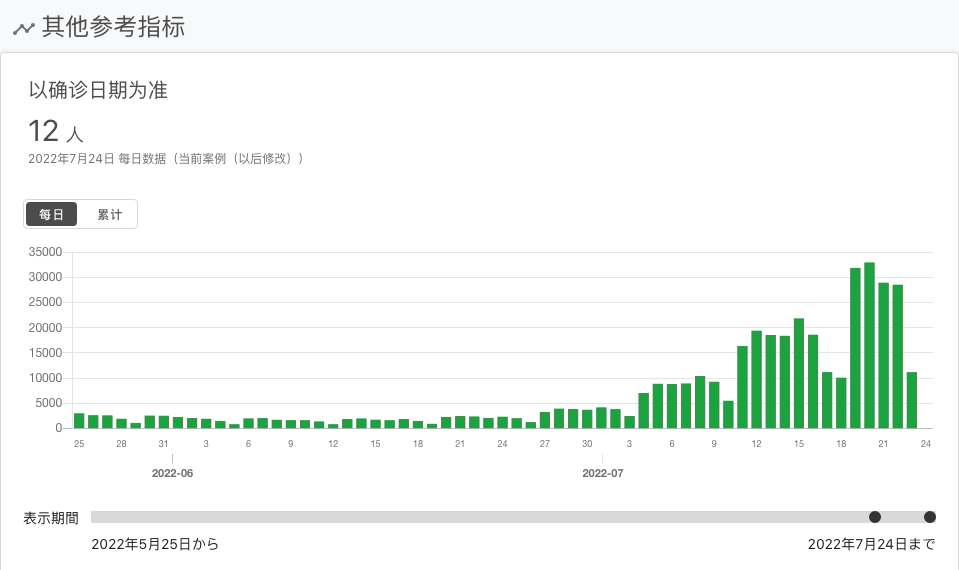 其他参考指标
以确诊日期为准
12 人
2022年7月24日 每日数据（当前案例（以后修改））
每日 累计
35000
30000
25000
20000
15000
10000
5000
0
25 28 31 3 6 9 12 15 18 21 24 27 30 3 6 9 12 15 18 21 24
2022-06 2022-07
表示期間
2022年5月25日から 2022年7月24日まで